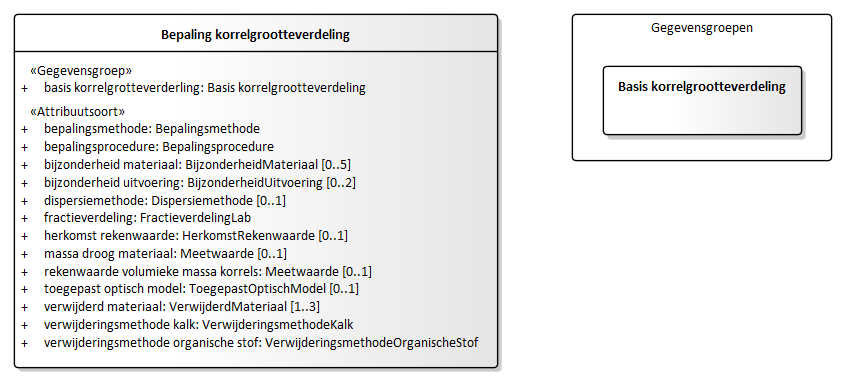 Bepaling korrelgrootteverdeling
«Gegevensgroep»
+ basis korrelgrotteverderling: Basis korrelgrootteverdeling
«Attribuutsoort»
+ bepalingsmethode: Bepalingsmethode
+ bepalingsprocedure: Bepalingsprocedure
+ bijzonderheid materiaal: BijzonderheidMateriaal [0..5]
+ bijzonderheid uitvoering: BijzonderheidUitvoering [0..2]
+ dispersiemethode: Dispersiemethode [0..1]
+ fractieverdeling: FractieverdelingLab
+ herkomst rekenwaarde: HerkomstRekenwaarde [0..1]
+ massa droog materiaal: Meetwaarde [0..1]
+ rekenwaarde volumieke massa korrels: Meetwaarde [0..1]
+ toegepast optisch model: ToegepastOptischModel [0..1]
+ verwijderd materiaal: VerwijderdMateriaal [1..3]
+ verwijderingsmethode kalk: VerwijderingsmethodeKalk
+ verwijderingsmethode organische stof: VerwijderingsmethodeOrganischeStof
Gegevensgroepen
Basis korrelgrootteverdeling